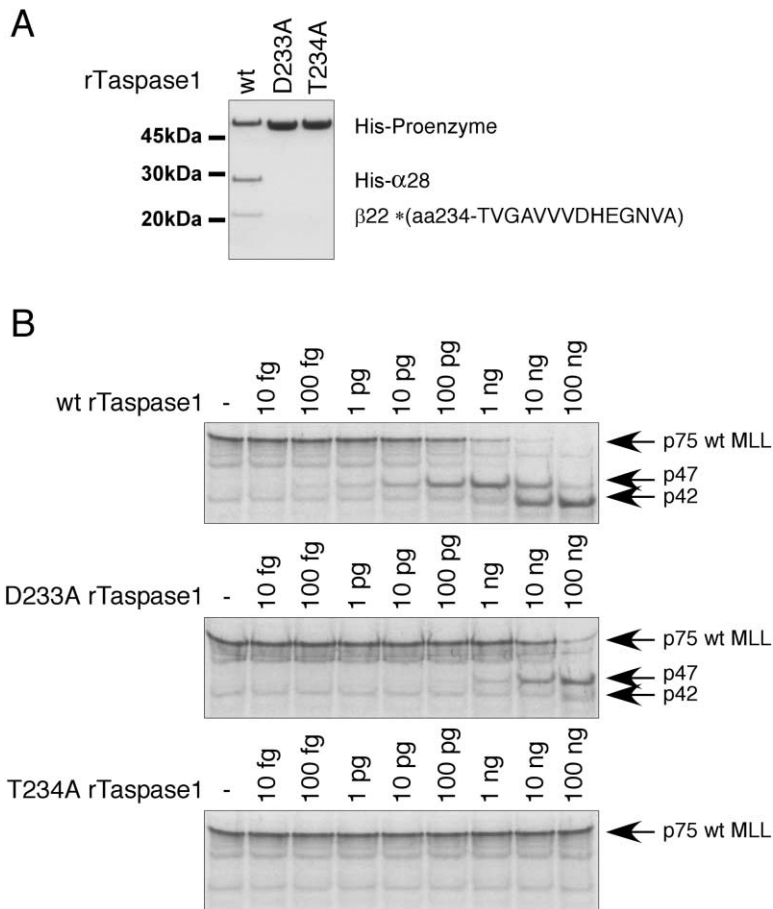 A
rTaspase1
wt
D233A
T234A
45kDa
His-Proenzyme
30kDa
His-α28
20kDa
β22 *(aa234-TVGAVVVDHEGNVA)
B
wt rTaspase1
- 10 fg 100 fg 1 pg 10 pg 100 pg 1 ng 10 ng 100 ng
p75 wt MLL
p47
p42
D233A rTaspase1
- 10 fg 100 fg 1 pg 10 pg 100 pg 1 ng 10 ng 100 ng
p75 wt MLL
p47
p42
T234A rTaspase1
- 10 fg 100 fg 1 pg 10 pg 100 pg 1 ng 10 ng 100 ng
p75 wt MLL